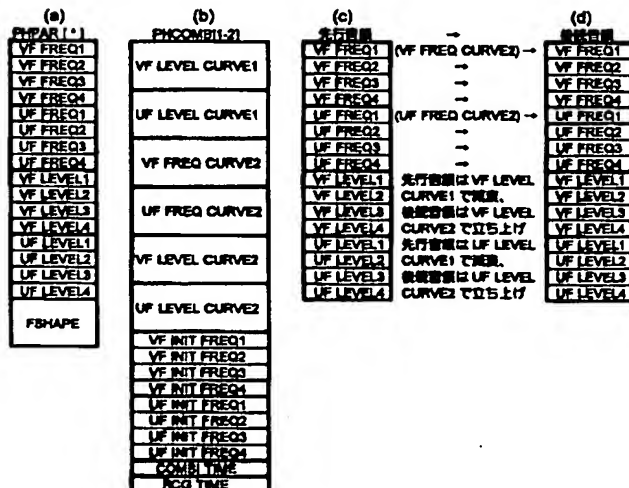 (a)
PHPAR [*]
VF FREQ1
VF FREQ2
VF FREQ3
VF FREQ4
UF FREQ1
UF FREQ2
UF FREQ3
UF FREQ4
VF LEVEL1
VF LEVEL2
VF LEVEL3
VF LEVEL4
UF LEVEL1
UF LEVEL2
UF LEVEL3
UF LEVEL4
FSHAPE
(b)
PHCOMB[1-2]
VF LEVEL CURVE1
UF LEVEL CURVE1
VF FREQ CURVE2
UF FREQ CURVE2
VF LEVEL CURVE2
UF LEVEL CURVE2
VF INIT FREQ1
VF INIT FREQ2
VF INIT FREQ3
VF INIT FREQ4
UF INIT FREQ1
UF INIT FREQ2
UF INIT FREQ3
UF INIT FREQ4
COMBI TIME
RCG TIME
(c)
先行音韻 →
VF FREQ1 (VF FREQ CURVE2) →
VF FREQ2 →
VF FREQ3 →
VF FREQ4 →
UF FREQ1 (UF FREQ CURVE2) →
UF FREQ2 →
UF FREQ3 →
UF FREQ4 →
VF LEVEL1
VF LEVEL2
VF LEVEL3
VF LEVEL4
UF LEVEL1
UF LEVEL2
UF LEVEL3
UF LEVEL4
先行音韻は VF LEVEL
CURVE1 で減衰、
後続音韻は VF LEVEL
CURVE2 で立ち上げ
先行音韻は UF LEVEL
CURVE1 で減衰、
後続音韻は UF LEVEL
CURVE2 で立ち上げ
(d)
後続音韻
VF FREQ1
VF FREQ2
VF FREQ3
VF FREQ4
UF FREQ1
UF FREQ2
UF FREQ3
UF FREQ4
VF LEVEL1
VF LEVEL2
VF LEVEL3
VF LEVEL4
UF LEVEL1
UF LEVEL2
UF LEVEL3
UF LEVEL4